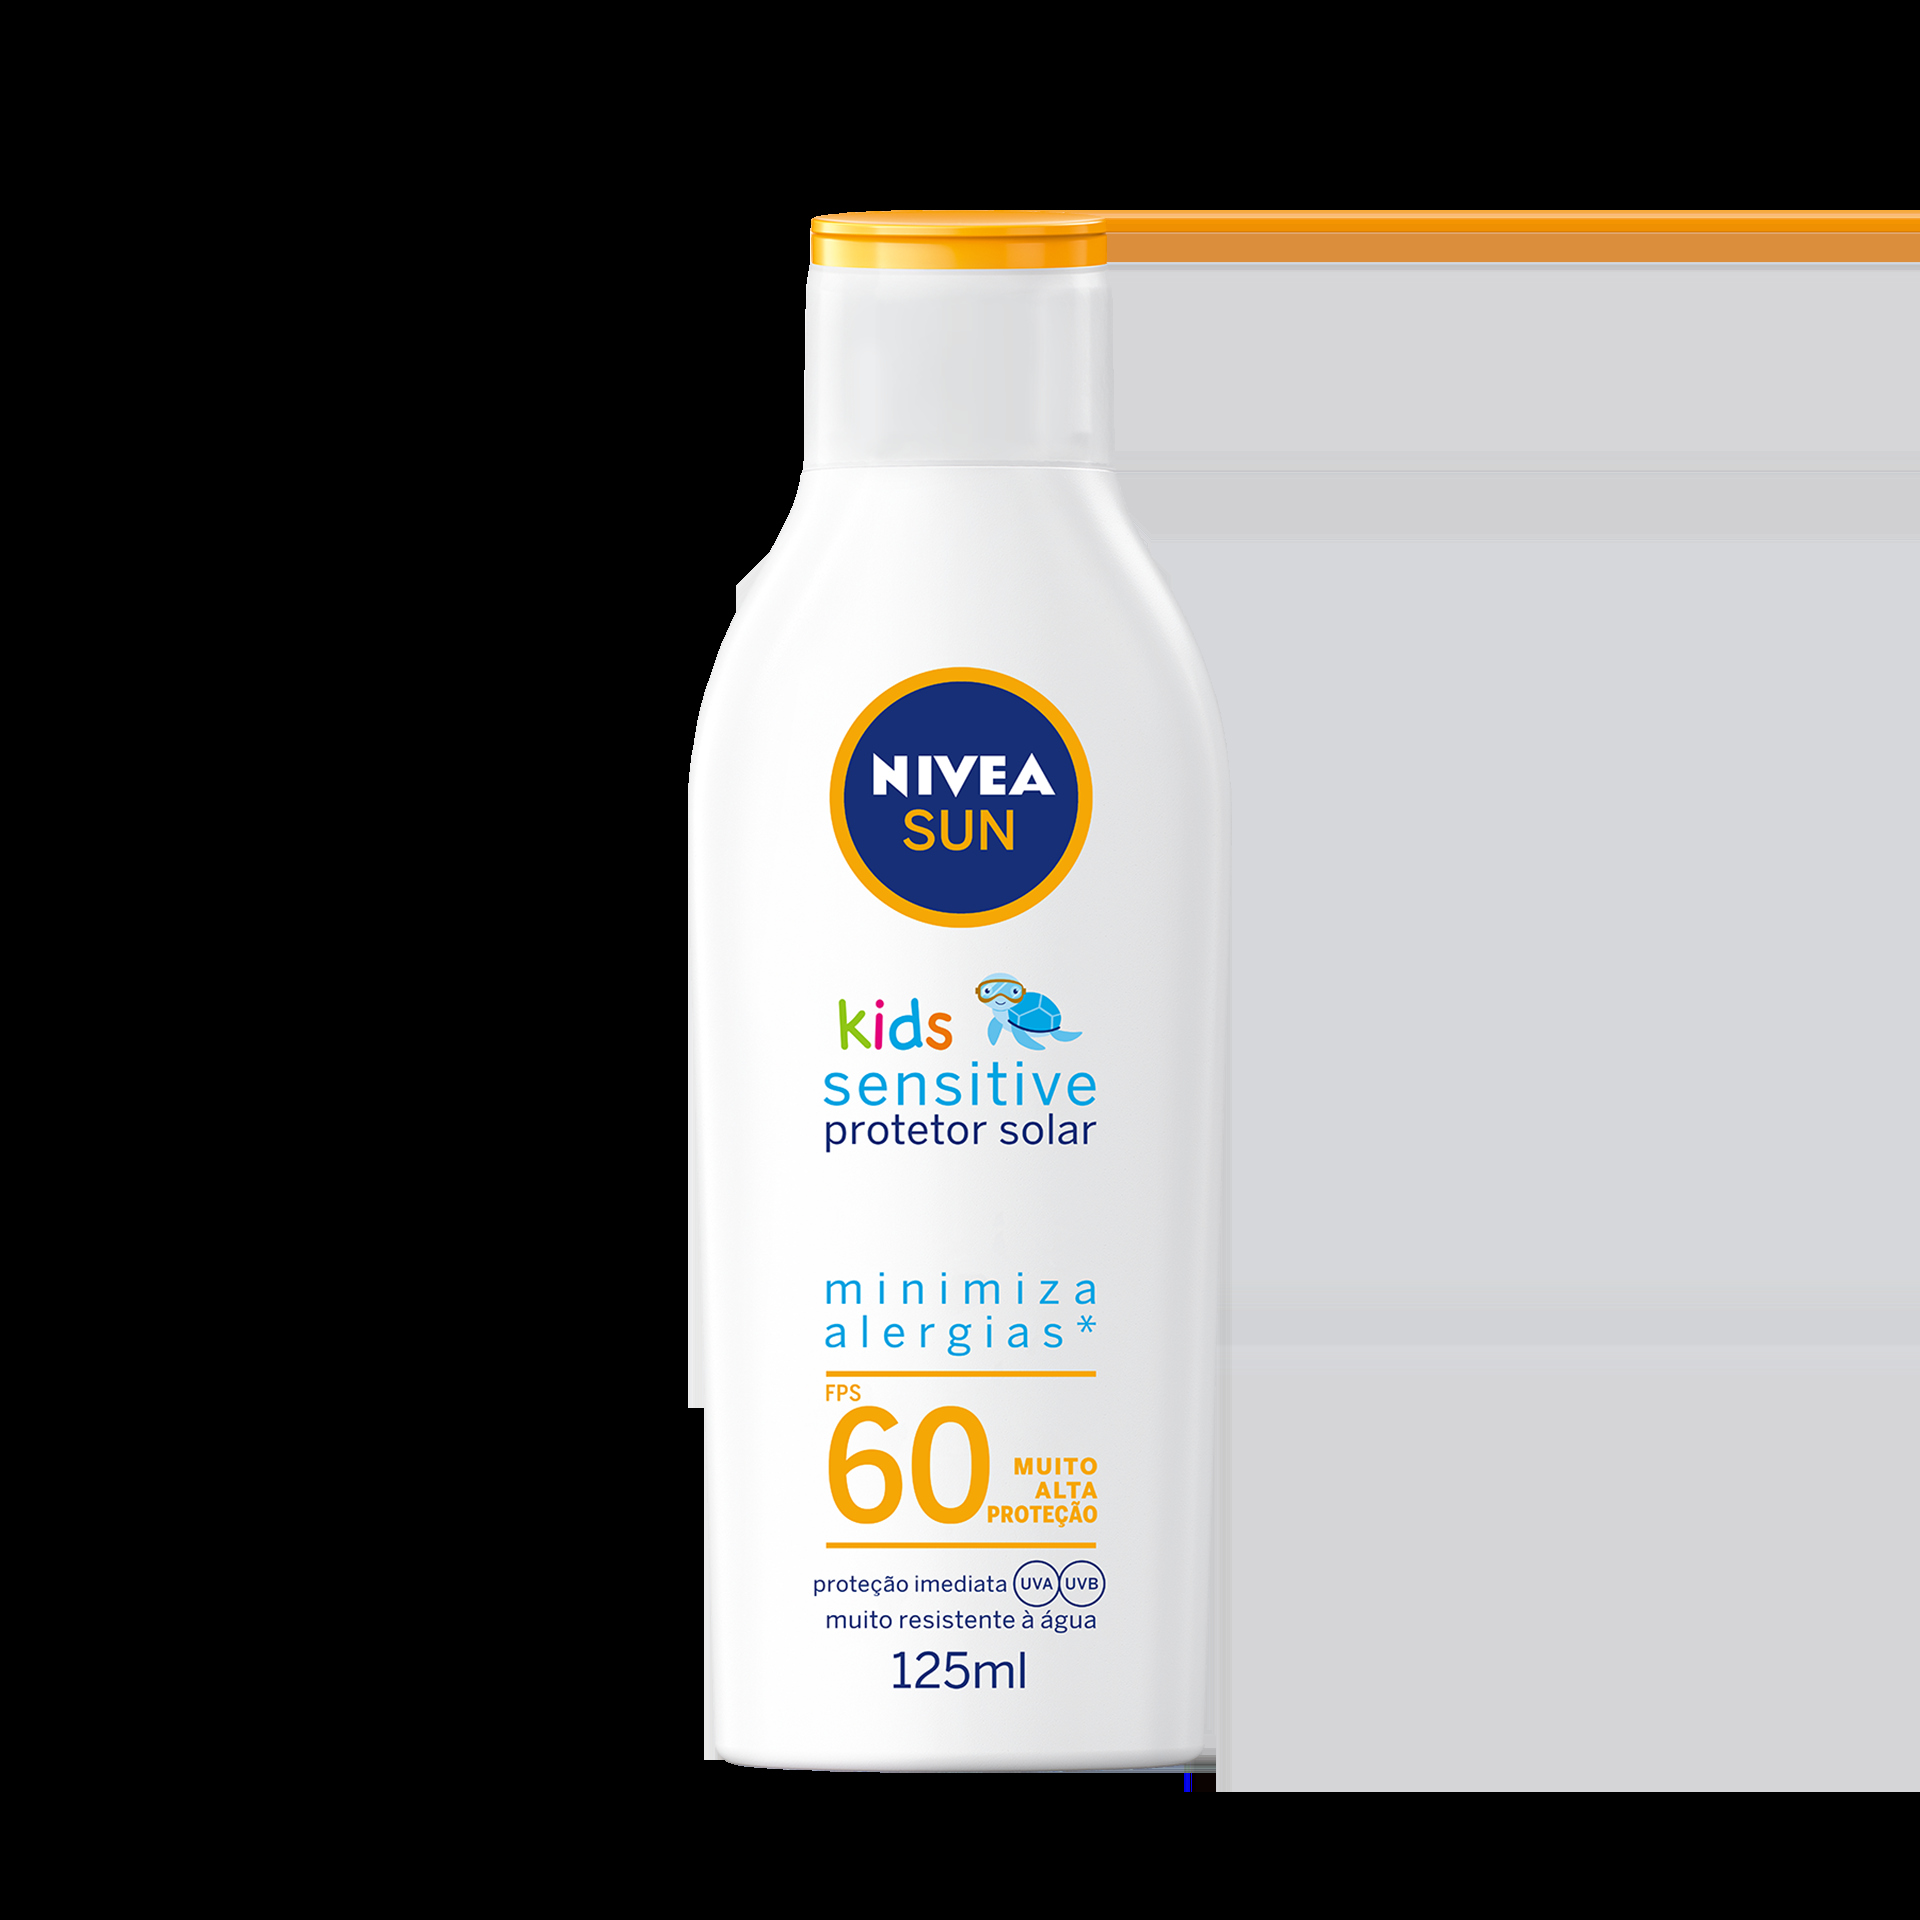 NIVEA
SUN
kids
sensitive
protetor solar
minimiza
alergias*
FPS
60
MUITO
ALTA
PROTEÇÃO
proteção imediata UVA UVB
muito resistente à água
125ml